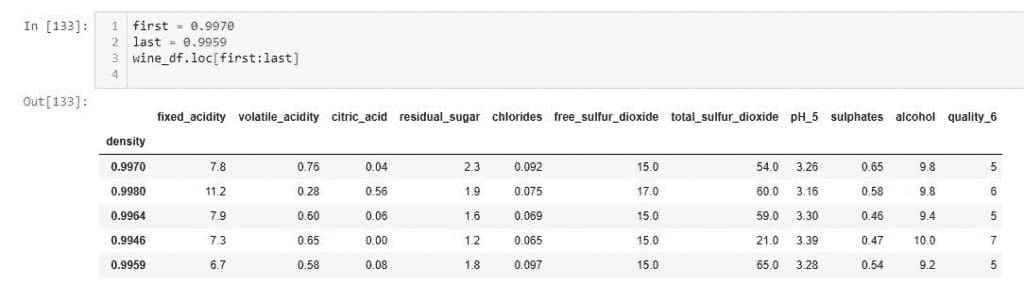 In [133]:
1 first = 0.9970
2 last = 0.9959
3 wine_df.loc[first:last]
4
Out[133]:
fixed_acidity volatile_acidity citric_acid residual_sugar chlorides free_sulfur_dioxide total_sulfur_dioxide pH_5 sulphates alcohol quality_6
density
0.9970 7.8 0.76 0.04 2.3 0.092 15.0 54.0 3.26 0.65 9.8 5
0.9980 11.2 0.28 0.56 1.9 0.075 17.0 60.0 3.16 0.58 9.8 6
0.9964 7.9 0.60 0.06 1.6 0.069 15.0 59.0 3.30 0.46 9.4 5
0.9946 7.3 0.65 0.00 1.2 0.065 15.0 21.0 3.39 0.47 10.0 7
0.9959 6.7 0.58 0.08 1.8 0.097 15.0 65.0 3.28 0.54 9.2 5